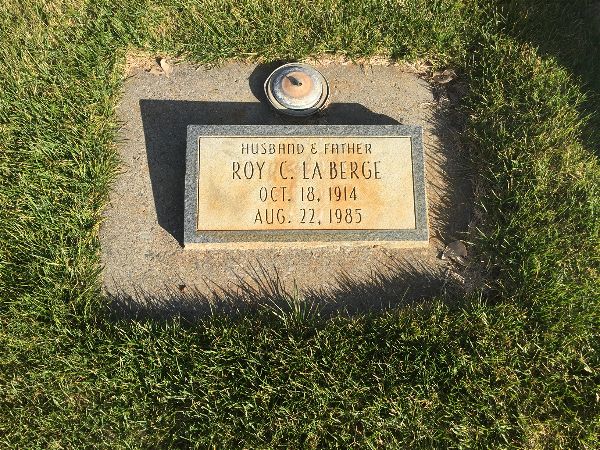 HUSBAND & FATHER
ROY C. LA BERGE
OCT. 18, 1914
AUG. 22, 1985